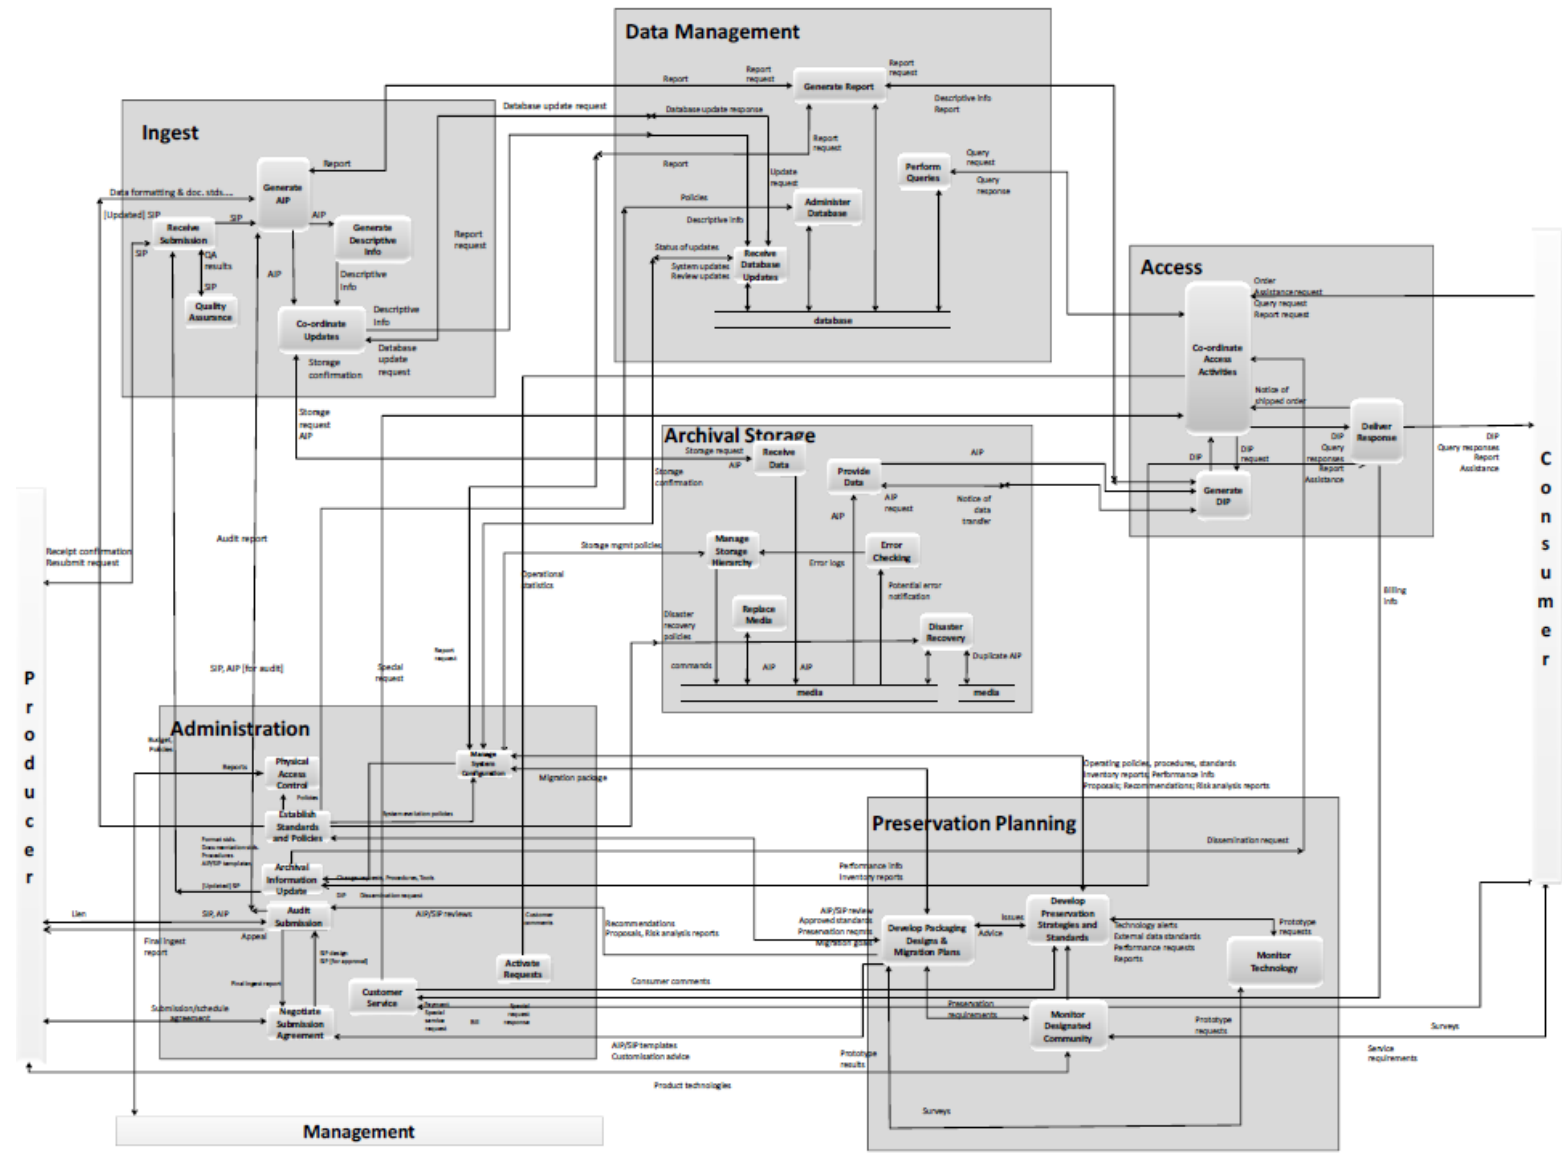 Data Management
Report
Report
request
Generate Report
Report
request
Descriptive Info
Report
Database update request
Database update response
Report
request
Report
Update
request
Perform
Queries
Query
request
Query
response
Policies
Descriptive Info
Administer
Database
Status of updates
System updates
Review updates
Receive
Database
Updates
database
Ingest
Generate
AIP
Report
Data formatting & doc. stds....
[Updated] SIP
SIP
AIP
Receive
Submission
SIP
QA
results
SIP
Quality
Assurance
Generate
Descriptive
Info
AIP
Descriptive
Info
Co-ordinate
Updates
Descriptive
Info
Database
update
request
Storage
confirmation
Report
request
Storage
request
AIP
Access
Order
Assistance request
Query request
Report request
Co-ordinate
Access
Activities
Notice of
shipped order
Deliver
Response
DIP
Query
responses
Report
Assistance
DIP
Query responses
Report
Assistance
DIP
DIP
request
Generate
DIP
Archival Storage
Storage request
AIP
Receive
Data
Storage
confirmation
Provide
Data
AIP
AIP
request
Notice of
data
transfer
AIP
Storage mgmt policies
Manage
Storage
Hierarchy
Error logs
Error
Checking
Potential error
notification
Replace
Media
Disaster
recovery
policies
Disaster
Recovery
Duplicate AIP
commands
AIP
AIP
media
media
Receipt confirmation
Resubmit request
Audit report
Operational
statistics
Billing
info
SIP, AIP [for audit]
Special
request
Report
request
Producer
Consumer
Administration
Budget,
Policies
Reports
Physical
Access
Control
Policies
Manage
System
Configuration
Migration package
Establish
Standards
and Policies
System evolution policies
Format stds.
Documentation stds.
Procedures
AIP/SIP templates
Archival
Information
Update
Change requests, Procedures, Tools
[Updated] SIP
DIP
Dissemination request
Audit
Submission
SIP, AIP
Lien
Appeal
Final Ingest
report
AIP/SIP reviews
Customer
comments
SIP design
SIP [for approval]
Final Ingest report
Activate
Requests
Customer
Service
Payment
Special
service
request
Bill
Special
request
response
Submission/schedule
agreement
Negotiate
Submission
Agreement
Operating policies, procedures, standards
Inventory reports; Performance info
Proposals; Recommendations; Risk analysis reports
Preservation Planning
Dissemination request
Performance info
Inventory reports
AIP/SIP review
Approved standards
Preservation reqmts
Migration goals
Recommendations
Proposals, Risk analysis reports
Develop Packaging
Designs &
Migration Plans
Issues
Advice
Develop
Preservation
Strategies and
Standards
Technology alerts
External data standards
Performance requests
Reports
Prototype
requests
Monitor
Technology
Consumer comments
Preservation
requirements
Monitor
Designated
Community
Prototype
requests
Surveys
Service
requirements
AIP/SIP templates
Customisation advice
Prototype
results
Product technologies
Surveys
Management